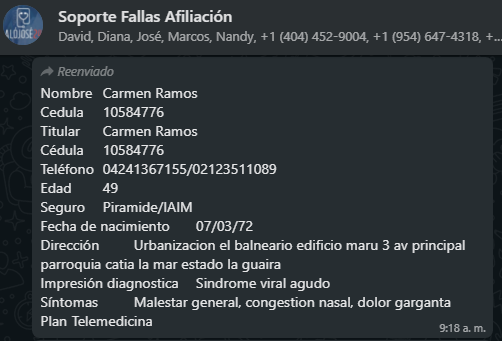 Soporte Fallas Afiliación
David, Diana, José, Marcos, Nandy, +1 (404) 452-9004, +1 (954) 647-4318, +...
ALÓJOSÉ
Reenviado
Nombre Carmen Ramos
Cedula 10584776
Titular Carmen Ramos
Cédula 10584776
Teléfono 04241367155/02123511089
Edad 49
Seguro Piramide/IAIM
Fecha de nacimiento 07/03/72
Dirección Urbanizacion el balneario edificio maru 3 av principal
parroquia catia la mar estado la guaira
Impresión diagnostica Sindrome viral agudo
Síntomas Malestar general, congestion nasal, dolor garganta
Plan Telemedicina
9:18 a. m.